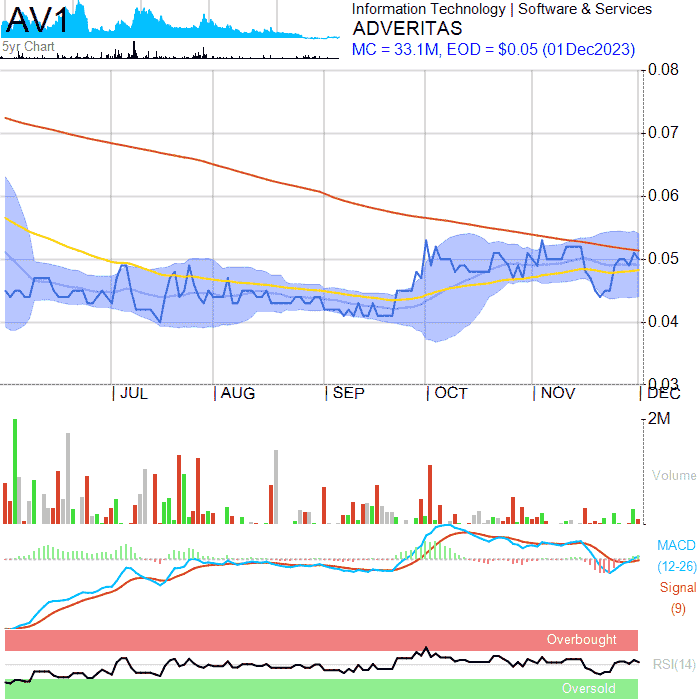 AV1
5yr Chart
Information Technology | Software & Services
ADVERITAS
MC = 33.1M, EOD = $0.05 (01Dec2023)
0.08
0.07
0.06
0.05
0.04
0.03
JUL AUG SEP OCT NOV DEC
2M
Volume
MACD
(12-26)
Signal
(9)
Overbought
RSI(14)
Oversold